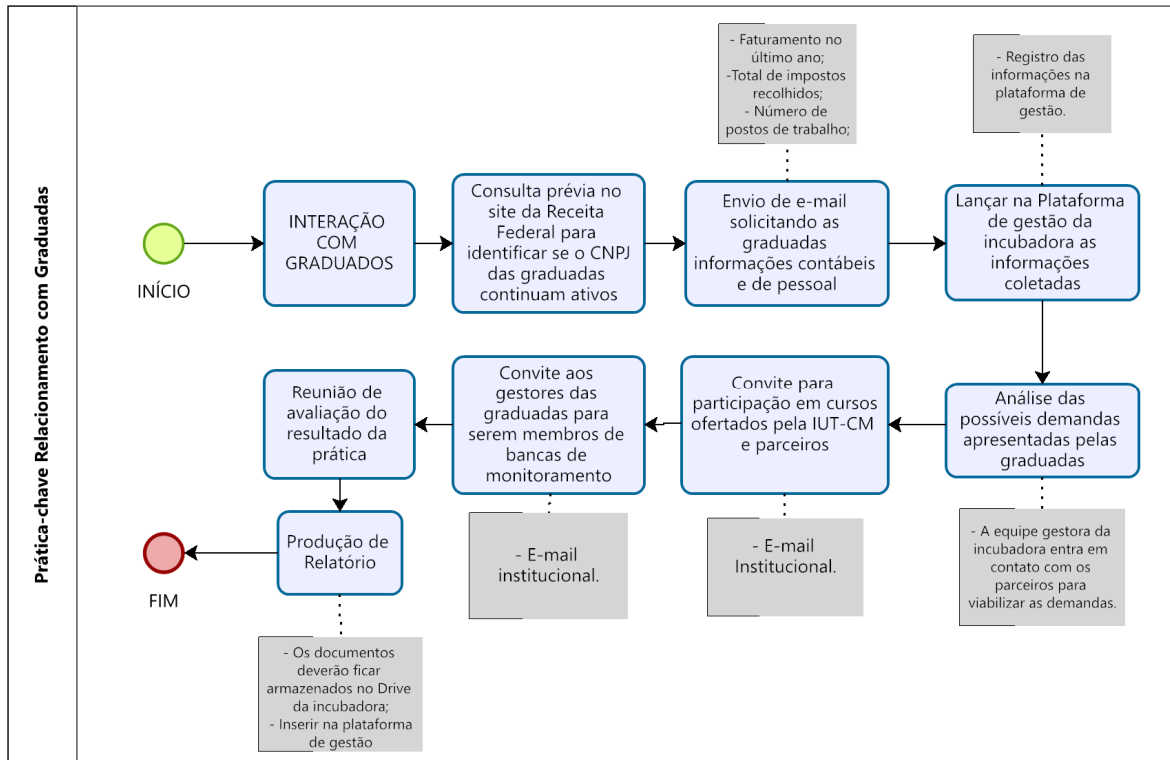 Prática-chave Relacionamento com Graduadas
- Faturamento no
último ano;
-Total de impostos
recolhidos;
- Número de
postos de trabalho;
- Registro das
informações na
plataforma de
gestão.
INÍCIO
INTERAÇÃO
COM
GRADUADOS
Consulta prévia no
site da Receita
Federal para
identificar se o CNPJ
das graduadas
continuam ativos
Envio de e-mail
solicitando as
graduadas
informações contábeis
e de pessoal
Lançar na Plataforma
de gestão da
incubadora as
informações
coletadas
Análise das
possíveis demandas
apresentadas pelas
graduadas
- A equipe gestora da
incubadora entra em
contato com os
parceiros para
viabilizar as demandas.
Convite para
participação em cursos
ofertados pela IUT-CM
e parceiros
- E-mail
Institucional.
Convite aos
gestores das
graduadas para
serem membros de
bancas de
monitoramento
- E-mail
institucional.
Reunião de
avaliação do
resultado da
prática
Produção de
Relatório
- Os documentos
deverão ficar
armazenados no Drive
da incubadora;
- Inserir na plataforma
de gestão
FIM